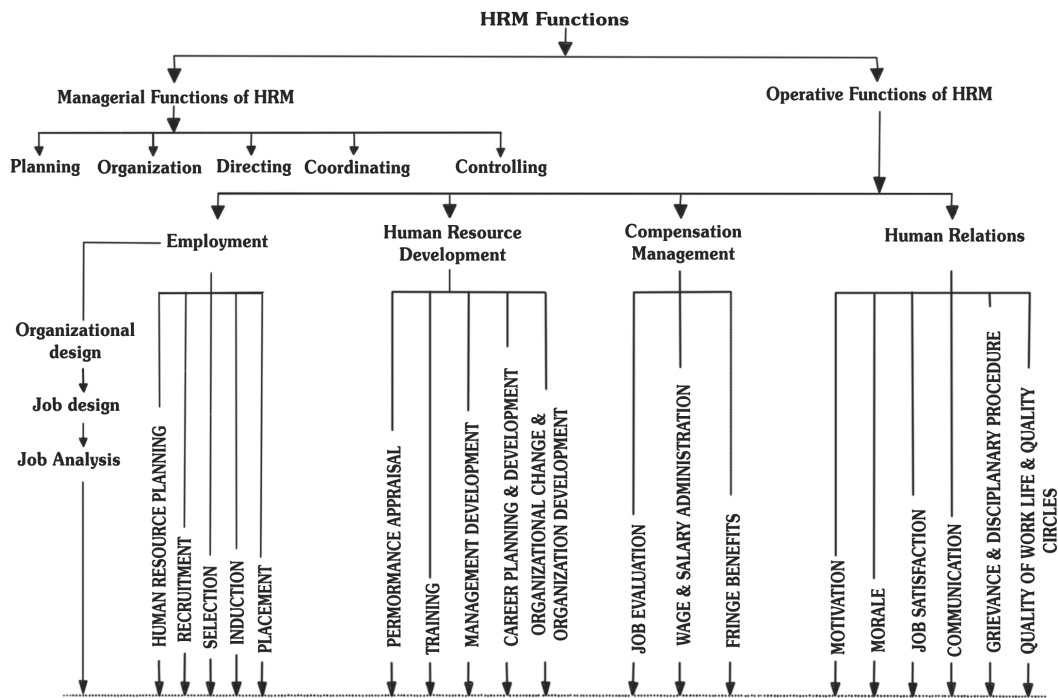 HRM Functions
Managerial Functions of HRM
Operative Functions of HRM
Planning
Organization
Directing
Coordinating
Controlling
Employment
Human Resource
Development
Compensation
Management
Human Relations
Organizational
design
Job design
Job Analysis
HUMAN RESOURCE PLANNING
RECRUITMENT
SELECTION
INDUCTION
PLACEMENT
PERMORMANCE APPRAISAL
TRAINING
MANAGEMENT DEVELOPMENT
CAREER PLANNING & DEVELOPMENT
ORGANIZATIONAL CHANGE &
ORGANIZATION DEVELOPMENT
JOB EVALUATION
WAGE & SALARY ADMINISTRATION
FRINGE BENEFITS
MOTIVATION
MORALE
JOB SATISFACTION
COMMUNICATION
GRIEVANCE & DISCIPLANARY PROCEDURE
QUALITY OF WORK LIFE & QUALITY
CIRCLES